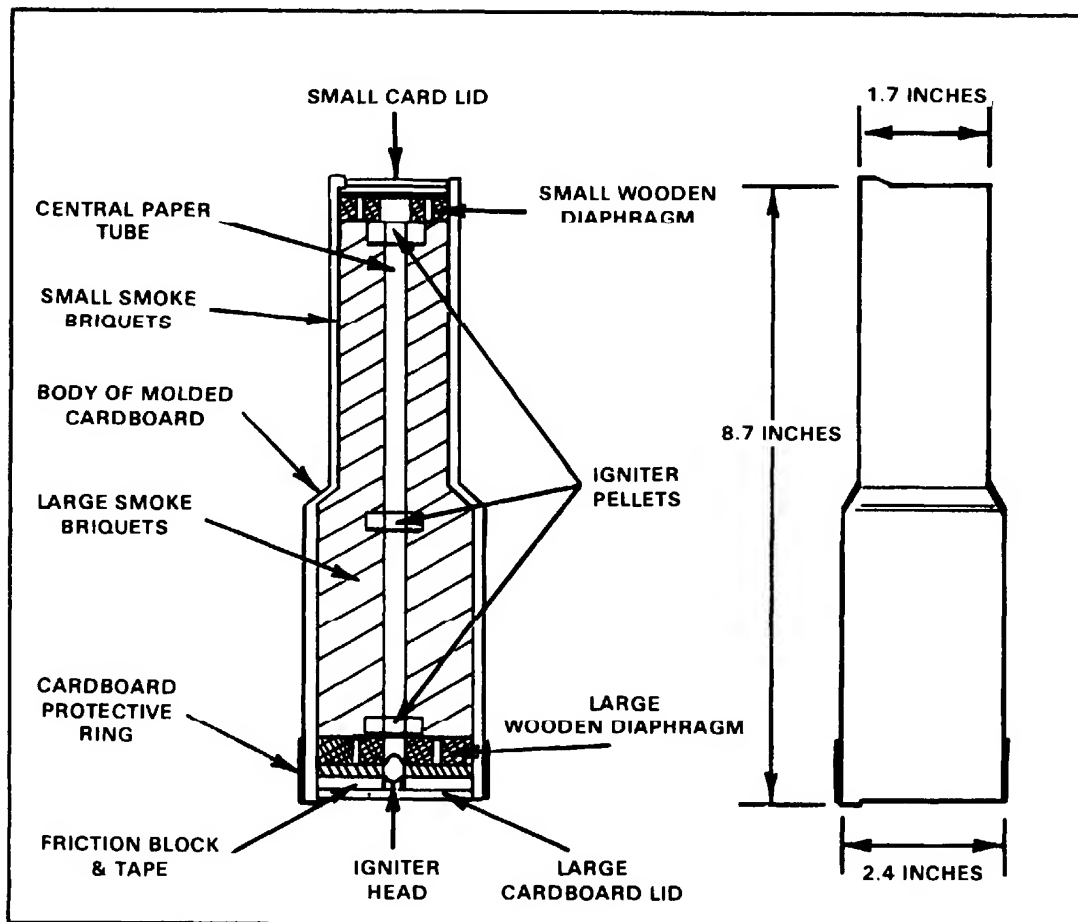 SMALL CARD LID
CENTRAL PAPER
TUBE
SMALL SMOKE
BRIQUETS
BODY OF MOLDED
CARDBOARD
LARGE SMOKE
BRIQUETS
CARDBOARD
PROTECTIVE
RING
FRICTION BLOCK
& TAPE
IGNITER
HEAD
LARGE
CARDBOARD LID
SMALL WOODEN
DIAPHRAGM
IGNITER
PELLETS
LARGE
WOODEN DIAPHRAGM
1.7 INCHES
8.7 INCHES
2.4 INCHES